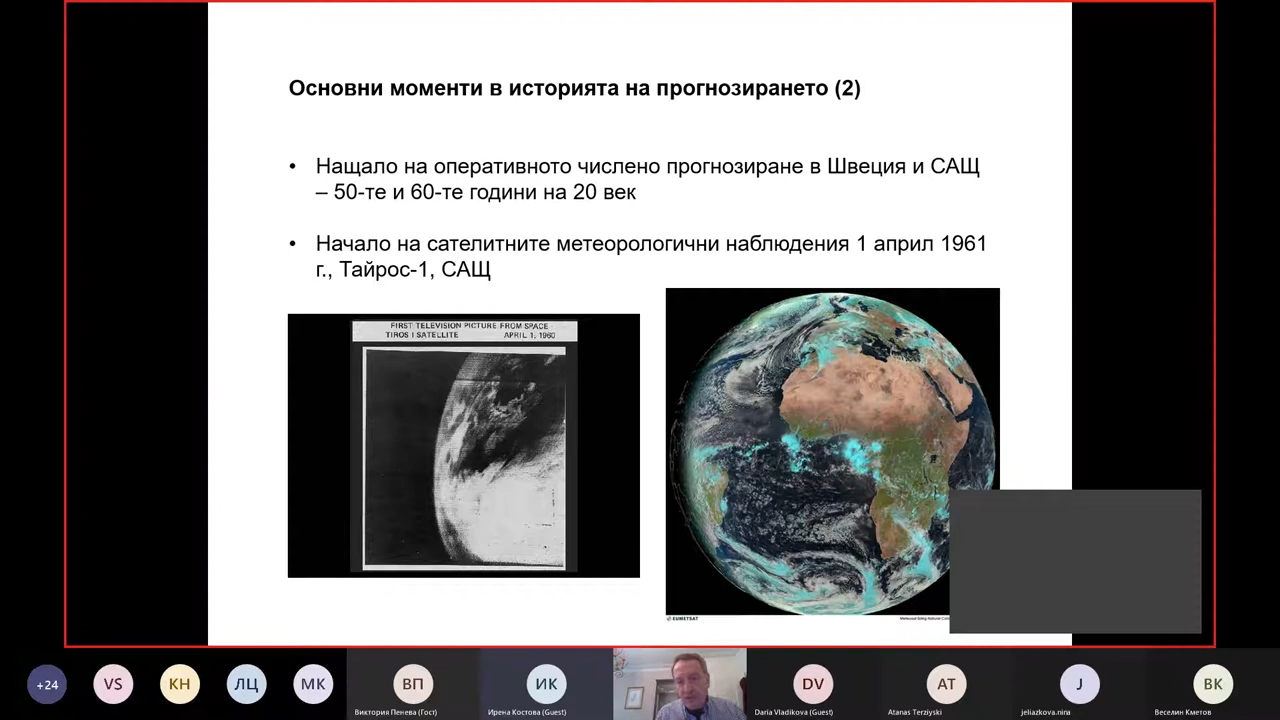 Основни моменти в историята на прогнозирането (2)
• Нащало на оперативното числено прогнозиране в Швеция и САЩ
– 50-те и 60-те години на 20 век
• Начало на сателитните метеорологични наблюдения 1 април 1961
г., Тайрос-1, САЩ
FIRST TELEVISION PICTURE FROM SPACE
TIROS I SATELLITE APRIL 1, 1960
EUMETSAT
+24
VS
КН
ЛЦ
МК
ВП
Виктория Пенева (Гост)
ИК
Ирена Костова (Guest)
DV
Daria Vladikova (Guest)
AT
Atanas Terziyski
J
jeliazkova.nina
ВК
Веселин Кметов